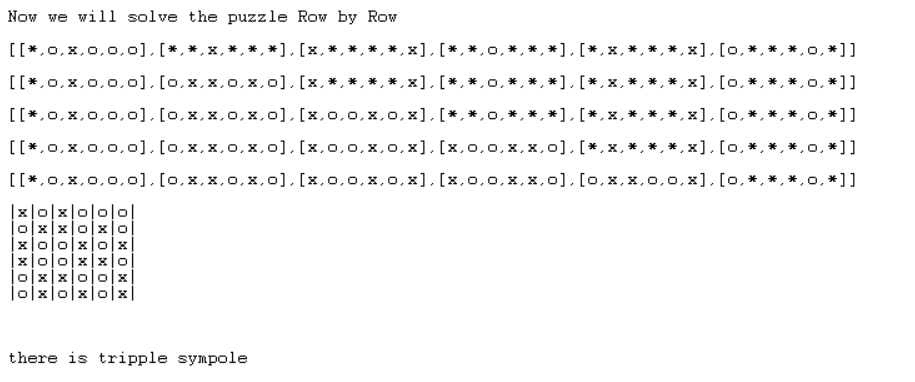 Now we will solve the puzzle Row by Row
[[*,o,x,o,o,o],[*,*,x,*,*,*],[x,*,*,*,*,x],[*,*,o,*,*,*],[*,x,*,*,*,x],[o,*,*,*,o,*]]
[[*,o,x,o,o,o],[o,x,x,o,x,o],[x,*,*,*,*,x],[*,*,o,*,*,*],[*,x,*,*,*,x],[o,*,*,*,o,*]]
[[*,o,x,o,o,o],[o,x,x,o,x,o],[x,o,o,x,o,x],[*,*,o,*,*,*],[*,x,*,*,*,x],[o,*,*,*,o,*]]
[[*,o,x,o,o,o],[o,x,x,o,x,o],[x,o,o,x,o,x],[x,o,o,x,x,o],[*,x,*,*,*,x],[o,*,*,*,o,*]]
[[*,o,x,o,o,o],[o,x,x,o,x,o],[x,o,o,x,o,x],[x,o,o,x,x,o],[o,x,x,o,o,x],[o,*,*,*,o,*]]
|x|o|x|o|o|o|
|o|x|x|o|x|o|
|x|o|o|x|o|x|
|x|o|o|x|x|o|
|o|x|x|o|o|x|
|o|x|o|x|o|x|
there is tripple sympole